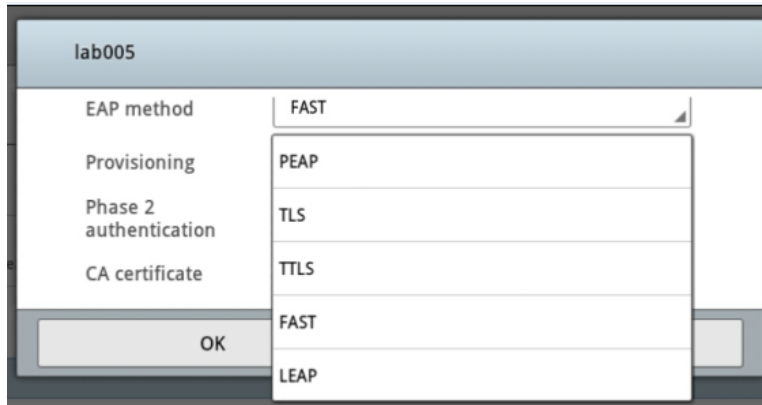 lab005
EAP method
FAST
Provisioning
PEAP
Phase 2
authentication
TLS
CA certificate
TTLS
FAST
OK
LEAP